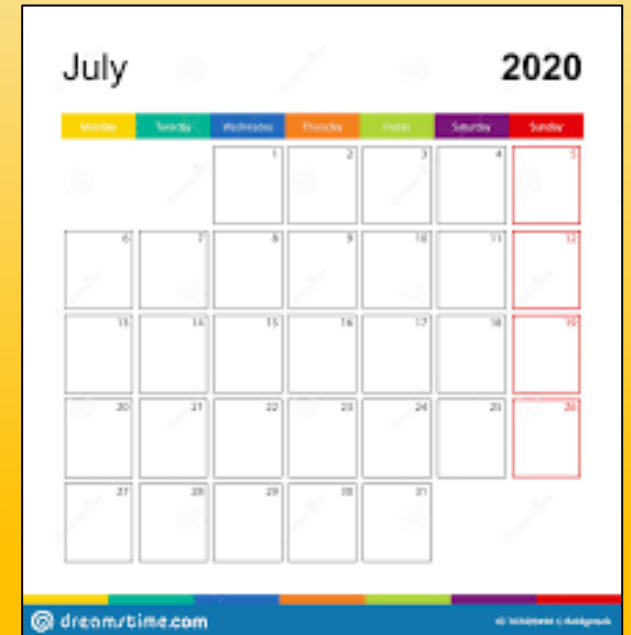 July 2020
Monday Tuesday Wednesday Thursday Friday Saturday Sunday
1 2 3 4 5
6 7 8 9 10 11 12
13 14 15 16 17 18 19
20 21 22 23 24 25 26
27 28 29 30 31
dreamstime.com